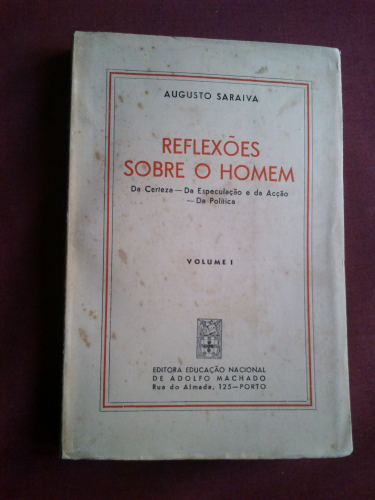 AUGUSTO SARAIVA
REFLEXÕES
SOBRE O HOMEM
Da Certeza — Da Especulação e da Acção
— Da Política
VOLUME I
EDITORA EDUCAÇÃO NACIONAL
DE ADOLFO MACHADO
Rua do Almada, 125 — PORTO